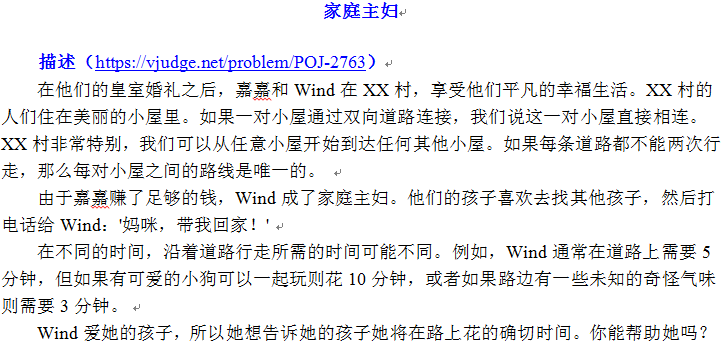 家庭主妇
描述（https://vjudge.net/problem/POJ-2763）
在他们的皇室婚礼之后，嘉嘉和 Wind 在 XX 村，享受他们平凡的幸福生活。XX 村的
人们住在美丽的小屋里。如果一对小屋通过双向道路连接，我们说这一对小屋直接相连。
XX 村非常特别，我们可以从任意小屋开始到达任何其他小屋。如果每条道路都不能两次行
走，那么每对小屋之间的路线是唯一的。
由于嘉嘉赚了足够的钱，Wind 成了家庭主妇。他们的孩子喜欢去找其他孩子，然后打
电话给 Wind：'妈咪，带我回家！'
在不同的时间，沿着道路行走所需的时间可能不同。例如，Wind 通常在道路上需要 5
分钟，但如果有可爱的小狗可以一起玩则花 10 分钟，或者如果路边有一些未知的奇怪气味
则需要 3 分钟。
Wind 爱她的孩子，所以她想告诉她的孩子她将在路上花的确切时间。你能帮助她吗？